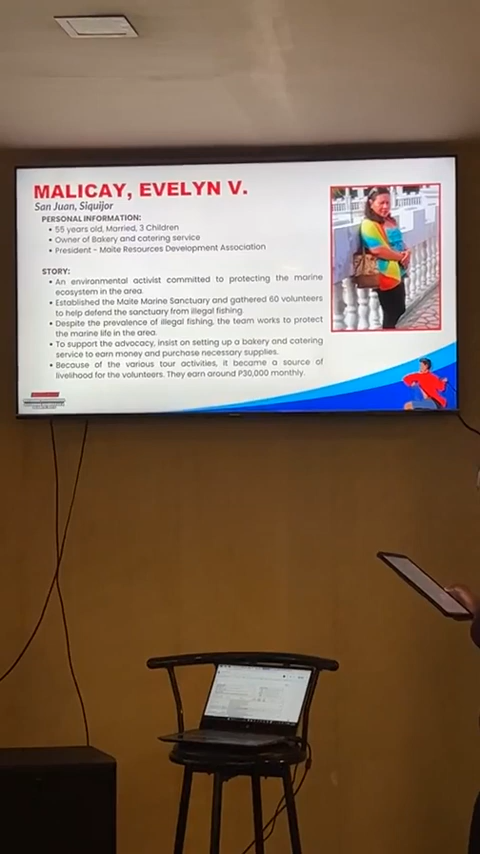 MALICAY, EVELYN V.
San Juan, Siquijor
PERSONAL INFORMATION:
• 55 years old, Married, 3 Children
• Owner of Bakery and catering service
• President - Maite Resources Development Association
STORY:
• An environmental activist committed to protecting the marine
ecosystem in the area.
• Established the Maite Marine Sanctuary and gathered 60 volunteers
to help defend the sanctuary from illegal fishing.
• Despite the prevalence of illegal fishing, the team works to protect
the marine life in the area.
• To support the advocacy, insist on setting up a bakery and catering
service to earn money and purchase necessary supplies.
• Because of the various tour activities, it became a source of
livelihood for the volunteers. They earn around P30,000 monthly.